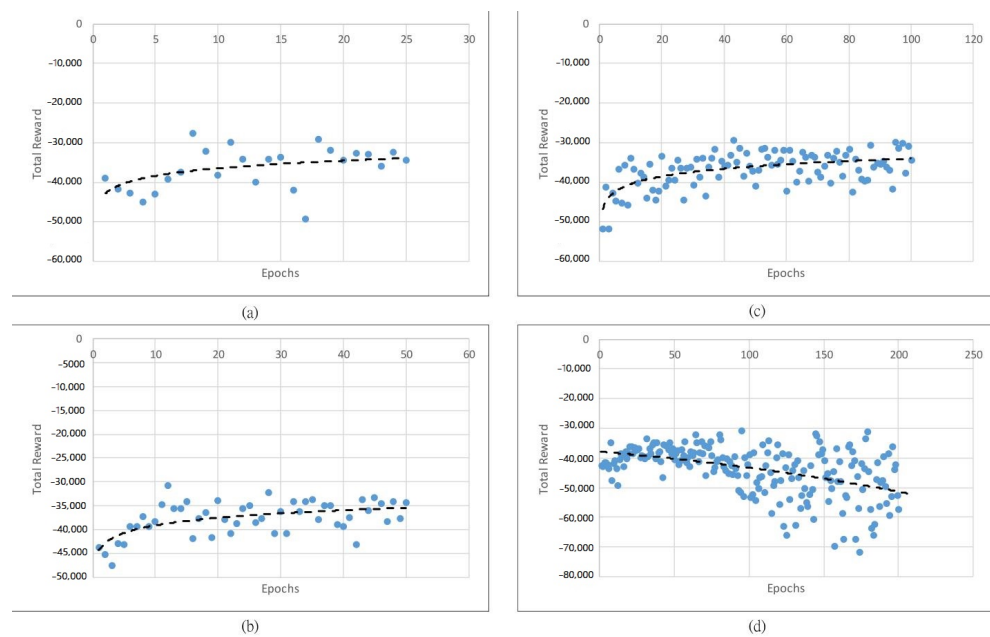 0
0 5 10 15 20 25 30
−10,000
−20,000
−30,000
−40,000
−50,000
−60,000
Total Reward
Epochs
(a)
0
0 20 40 60 80 100 120
−10,000
−20,000
−30,000
−40,000
−50,000
−60,000
Total Reward
Epochs
(c)
0
0 10 20 30 40 50 60
−5000
−10,000
−15,000
−20,000
−25,000
−30,000
−35,000
−40,000
−45,000
−50,000
Total Reward
Epochs
(b)
0
0 50 100 150 200 250
−10,000
−20,000
−30,000
−40,000
−50,000
−60,000
−70,000
−80,000
Total Reward
Epochs
(d)